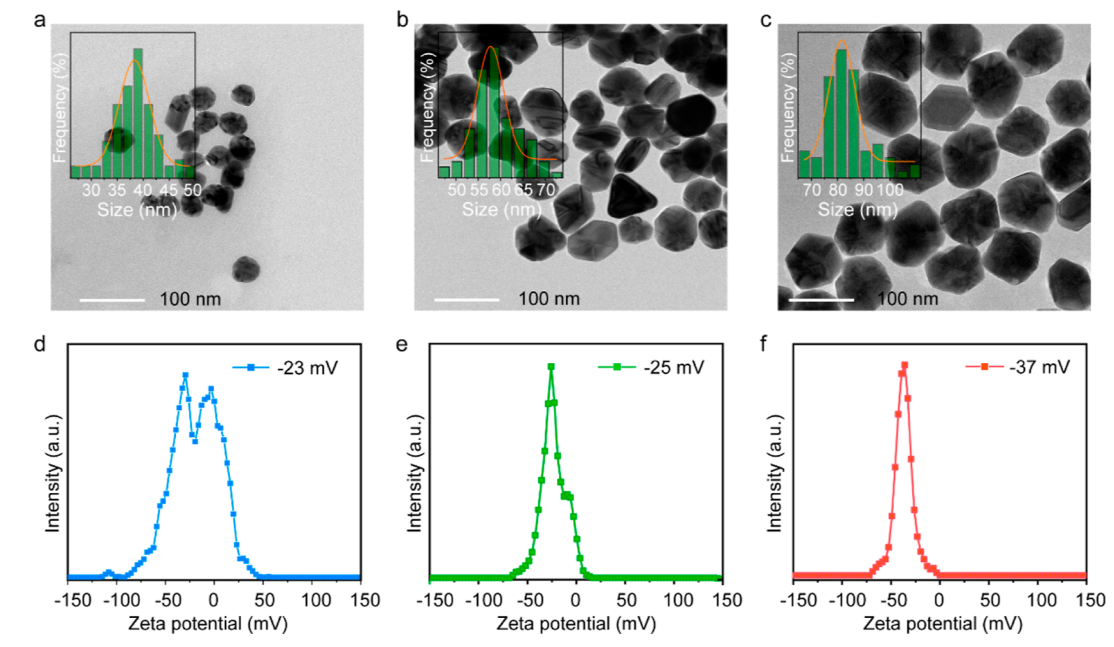 a
Frequency (%)
30 35 40 45 50
Size (nm)
100 nm
b
Frequency (%)
50 55 60 65 70
Size (nm)
100 nm
c
Frequency (%)
70 80 90 100
Size (nm)
100 nm
d
-23 mV
Intensity (a.u.)
-150 -100 -50 0 50 100 150
Zeta potential (mV)
e
-25 mV
Intensity (a.u.)
-150 -100 -50 0 50 100 150
Zeta potential (mV)
f
-37 mV
Intensity (a.u.)
-150 -100 -50 0 50 100 150
Zeta potential (mV)